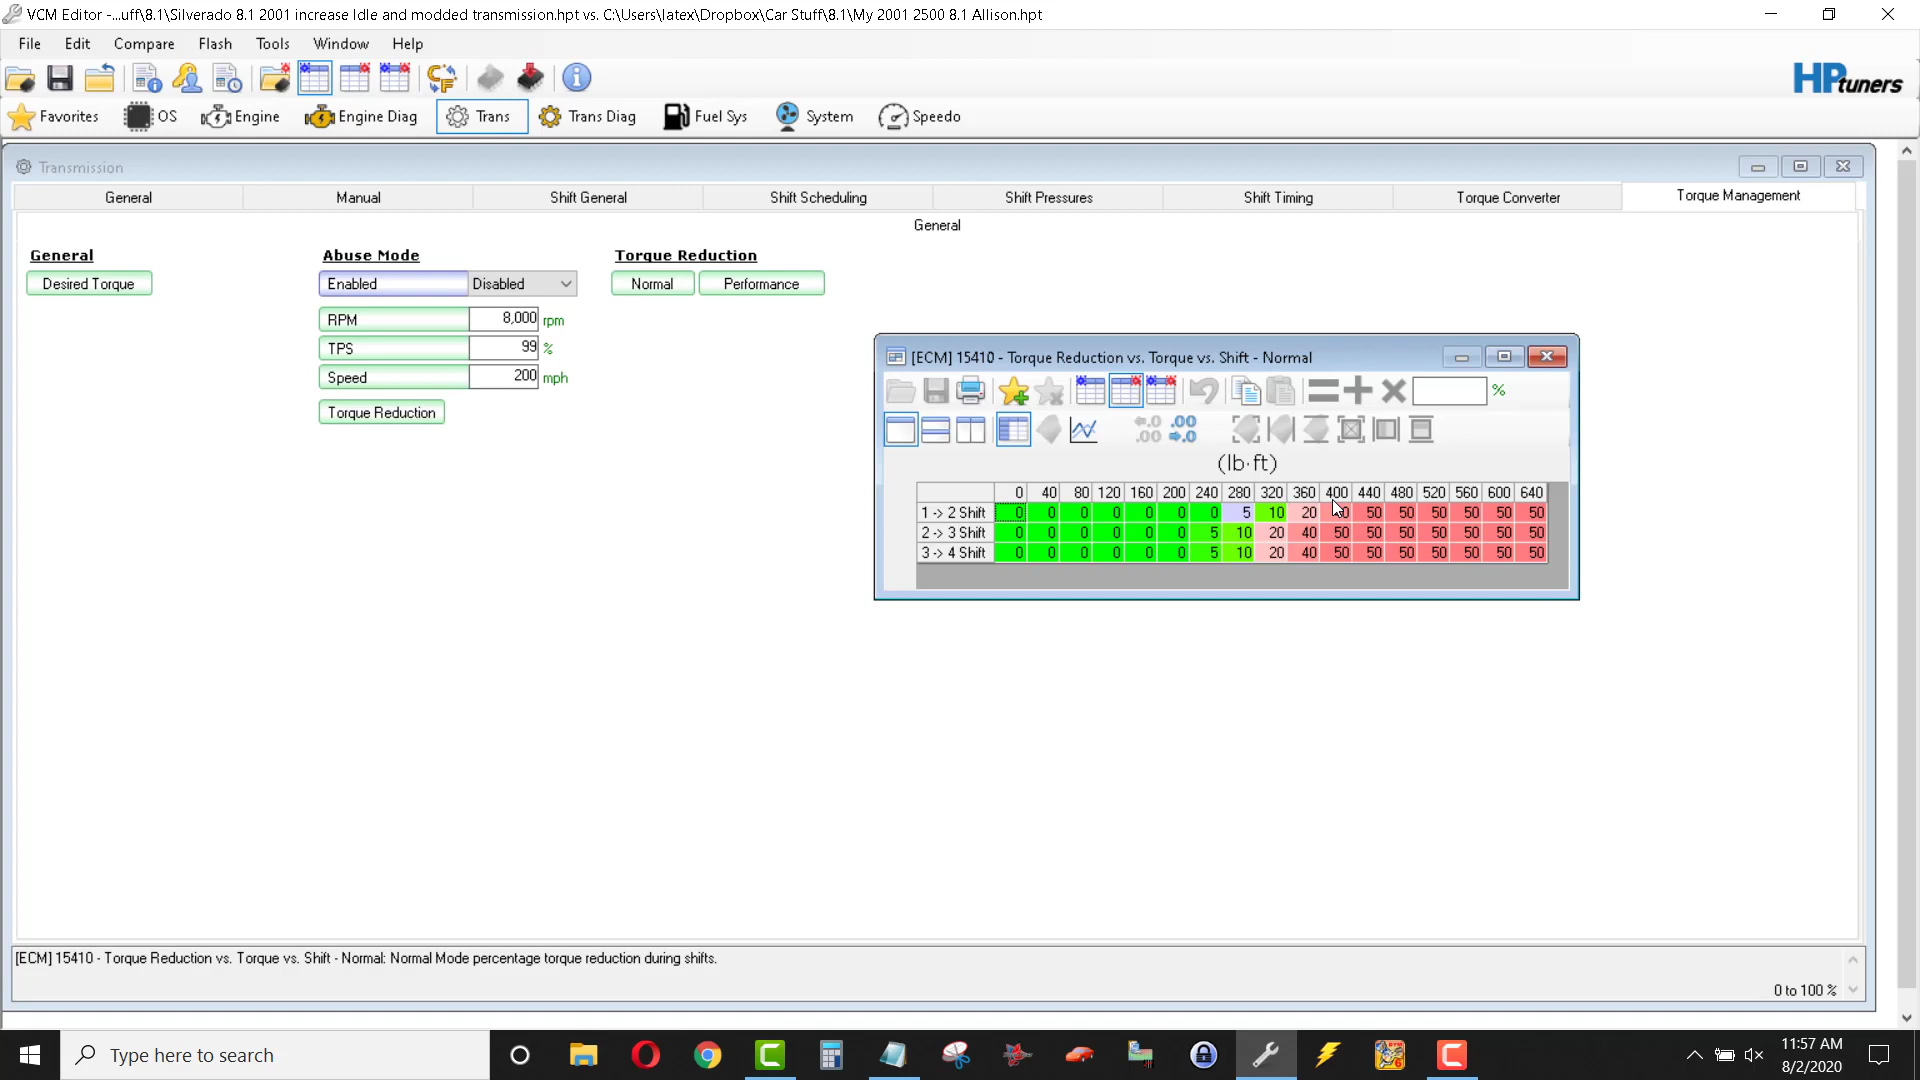 VCM Editor -...uff\8.1\Silverado 8.1 2001 increase Idle and modded transmission.hpt vs. C:\Users\latex\Dropbox\Car Stuff\8.1\My 2001 2500 8.1 Allison.hpt
File Edit Compare Flash Tools Window Help
HPtuners
Favorites OS Engine Engine Diag Trans Trans Diag Fuel Sys System Speedo
Transmission
General Manual Shift General Shift Scheduling Shift Pressures Shift Timing Torque Converter Torque Management
General
General Abuse Mode Torque Reduction
Desired Torque Enabled Disabled Normal Performance
RPM 8,000 rpm
TPS 99 %
Speed 200 mph
Torque Reduction
[ECM] 15410 - Torque Reduction vs. Torque vs. Shift - Normal
%
(lb·ft)
0 40 80 120 160 200 240 280 320 360 400 440 480 520 560 600 640
1 -> 2 Shift 0 0 0 0 0 0 0 5 10 20 50 50 50 50 50 50
2 -> 3 Shift 0 0 0 0 0 0 5 10 20 40 50 50 50 50 50 50 50
3 -> 4 Shift 0 0 0 0 0 0 5 10 20 40 50 50 50 50 50 50 50
[ECM] 15410 - Torque Reduction vs. Torque vs. Shift - Normal: Normal Mode percentage torque reduction during shifts.
0 to 100 %
Type here to search
11:57 AM
8/2/2020